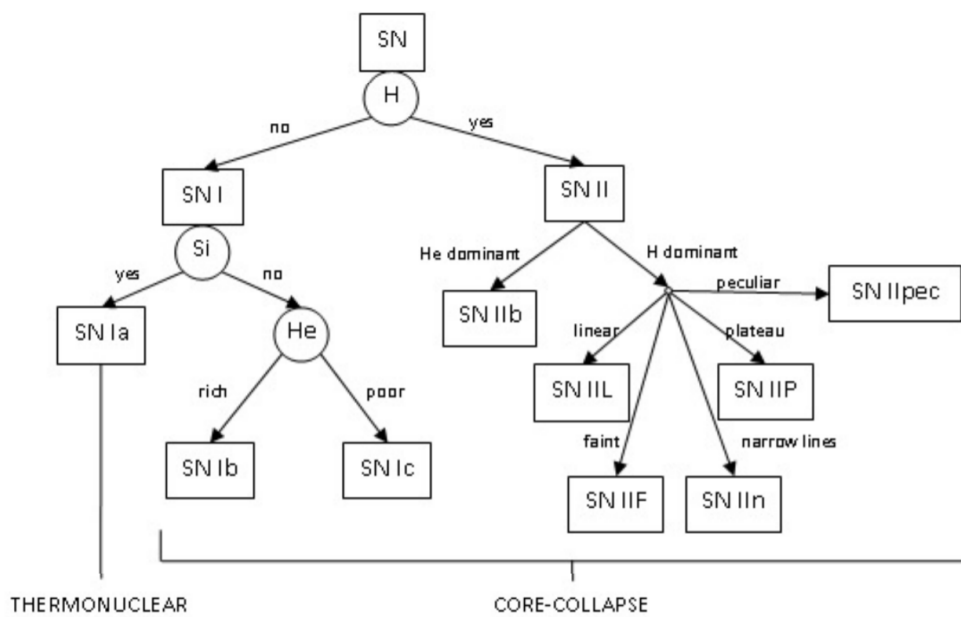 SN
H
no
yes
SN I
SN II
Si
He dominant
H dominant
yes
no
peculiar
SN IIpec
SN IIb
SN Ia
He
linear
plateau
SN IIL
SN IIP
rich
poor
faint
narrow lines
SN Ib
SN Ic
SN IIF
SN IIn
THERMONUCLEAR
CORE-COLLAPSE